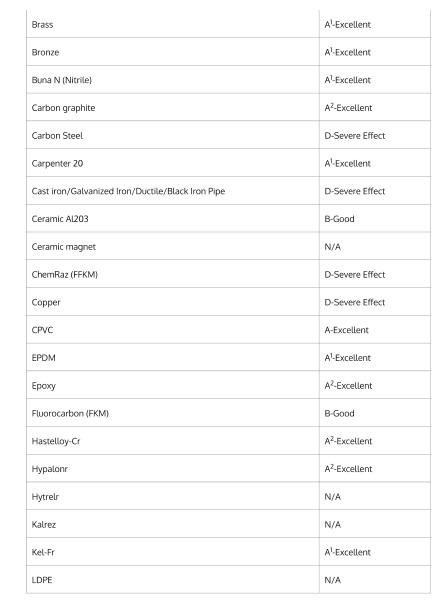 Brass A¹-Excellent
Bronze A¹-Excellent
Buna N (Nitrile) A¹-Excellent
Carbon graphite A²-Excellent
Carbon Steel D-Severe Effect
Carpenter 20 A¹-Excellent
Cast iron/Galvanized Iron/Ductile/Black Iron Pipe D-Severe Effect
Ceramic Al203 B-Good
Ceramic magnet N/A
ChemRaz (FFKM) D-Severe Effect
Copper D-Severe Effect
CPVC A-Excellent
EPDM A¹-Excellent
Epoxy A²-Excellent
Fluorocarbon (FKM) B-Good
Hastelloy-Cr A²-Excellent
Hypalonr A²-Excellent
Hytrelr N/A
Kalrez N/A
Kel-Fr A¹-Excellent
LDPE N/A